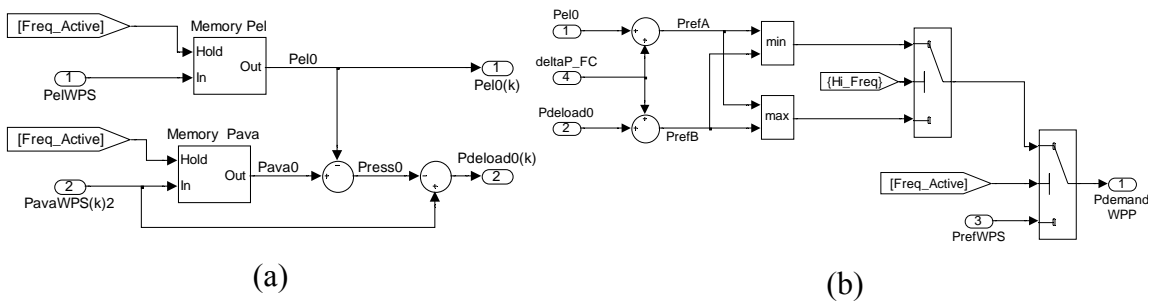 [Freq_Active]
Memory Pel
Hold
In
Out
1
PelWPS
Pel0
1
Pel0(k)
[Freq_Active]
Memory Pava
Hold
In
Out
2
PavaWPS(k)2
Pava0
Press0
Pdeload0(k)
2
(a)
Pel0
1
deltaP_FC
4
Pdeload0
2
PrefA
PrefB
min
max
{Hi_Freq}
[Freq_Active]
3
PrefWPS
1
Pdemand
WPP
(b)